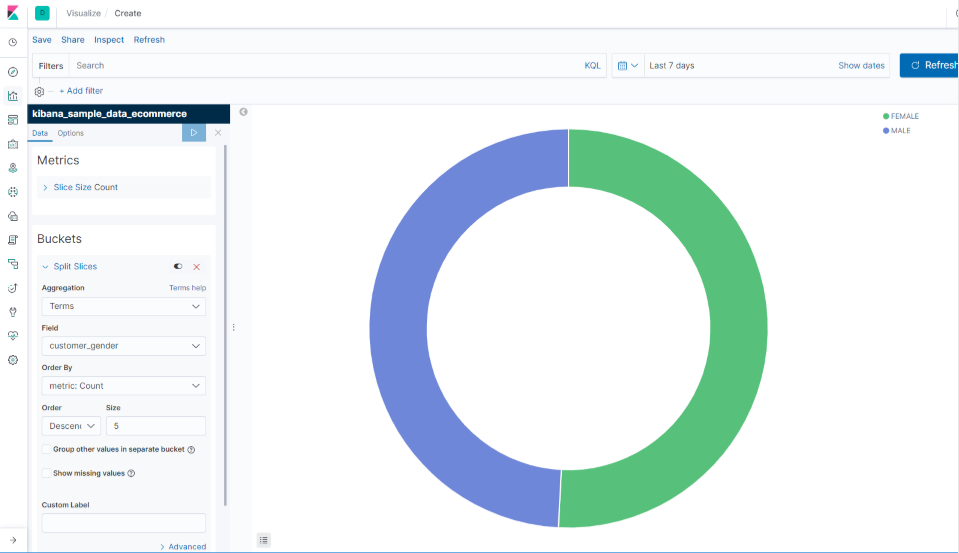 D Visualize / Create
Save Share Inspect Refresh
Filters Search KQL Last 7 days Show dates Refresh
+ Add filter
kibana_sample_data_ecommerce
Data Options
FEMALE
MALE
Metrics
Slice Size Count
Buckets
Split Slices
Aggregation Terms help
Terms
Field
customer_gender
Order By
metric: Count
Order Size
Descen 5
Group other values in separate bucket
Show missing values
Custom Label
Advanced